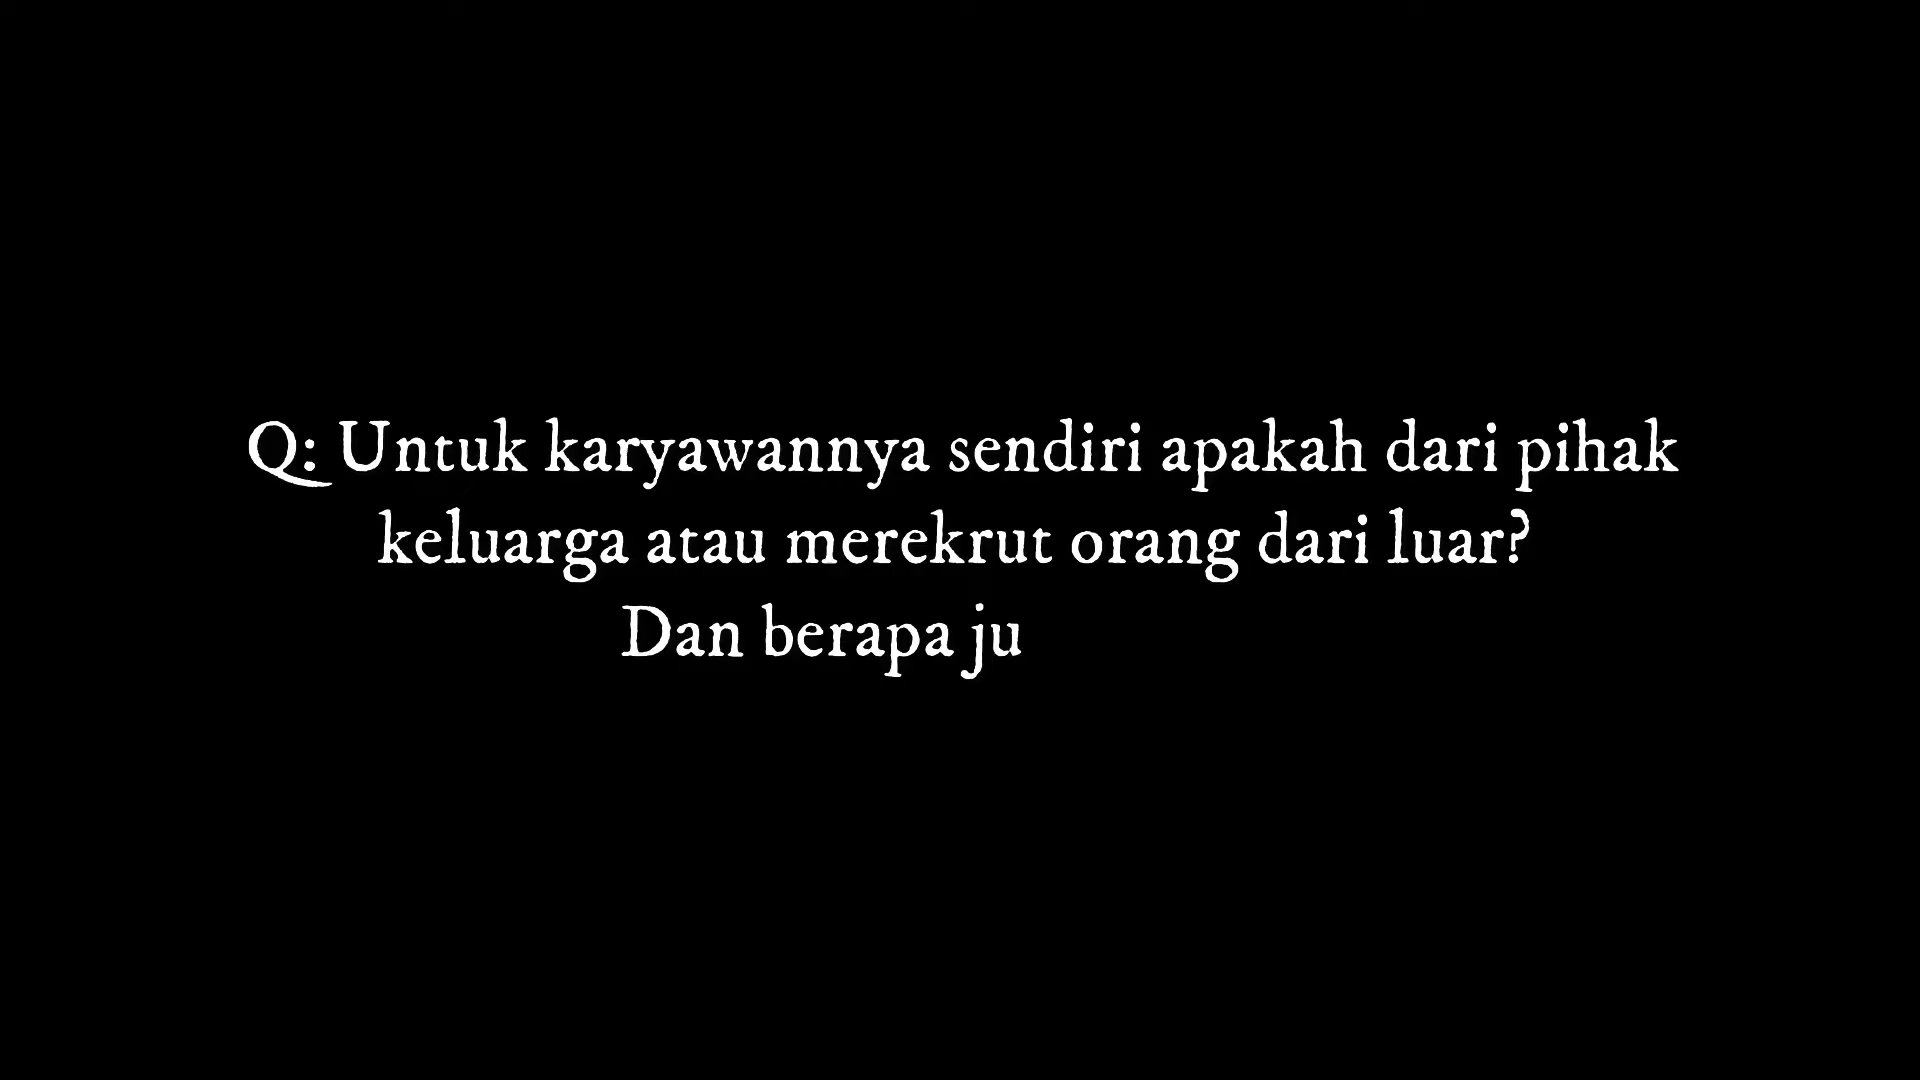 Q: Untuk karyawannya sendiri apakah dari pihak
keluarga atau merekrut orang dari luar?
Dan berapa ju